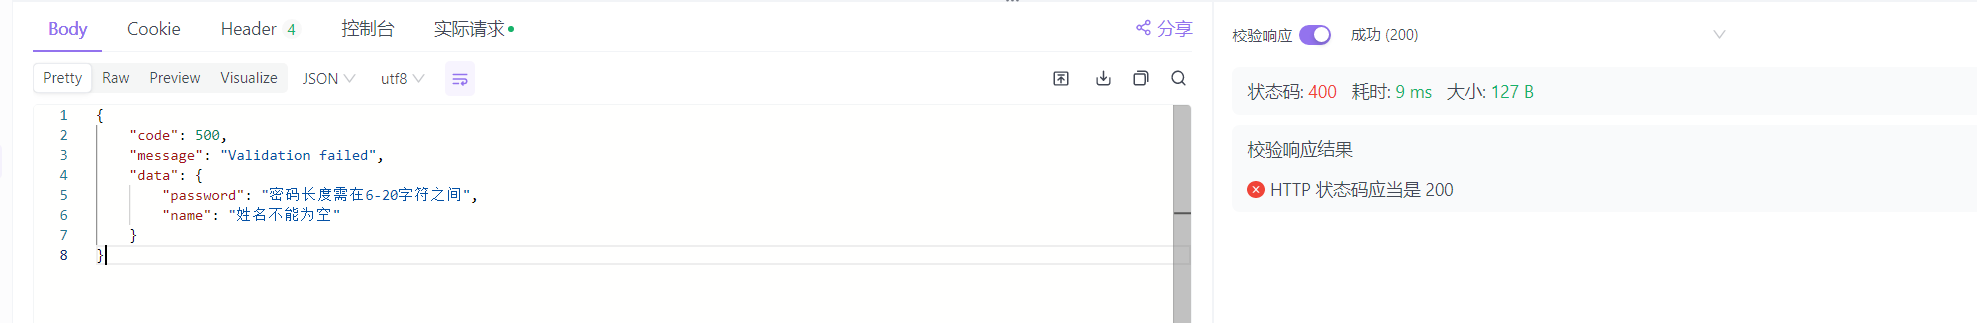 Body Cookie Header 4 控制台 实际请求 分享
Pretty Raw Preview Visualize JSON utf8
1 {
2 "code": 500,
3 "message": "Validation failed",
4 "data": {
5 "password": "密码长度需在6-20字符之间",
6 "name": "姓名不能为空"
7 }
8 }
校验响应 成功 (200)
状态码: 400 耗时: 9 ms 大小: 127 B
校验响应结果
HTTP 状态码应当是 200